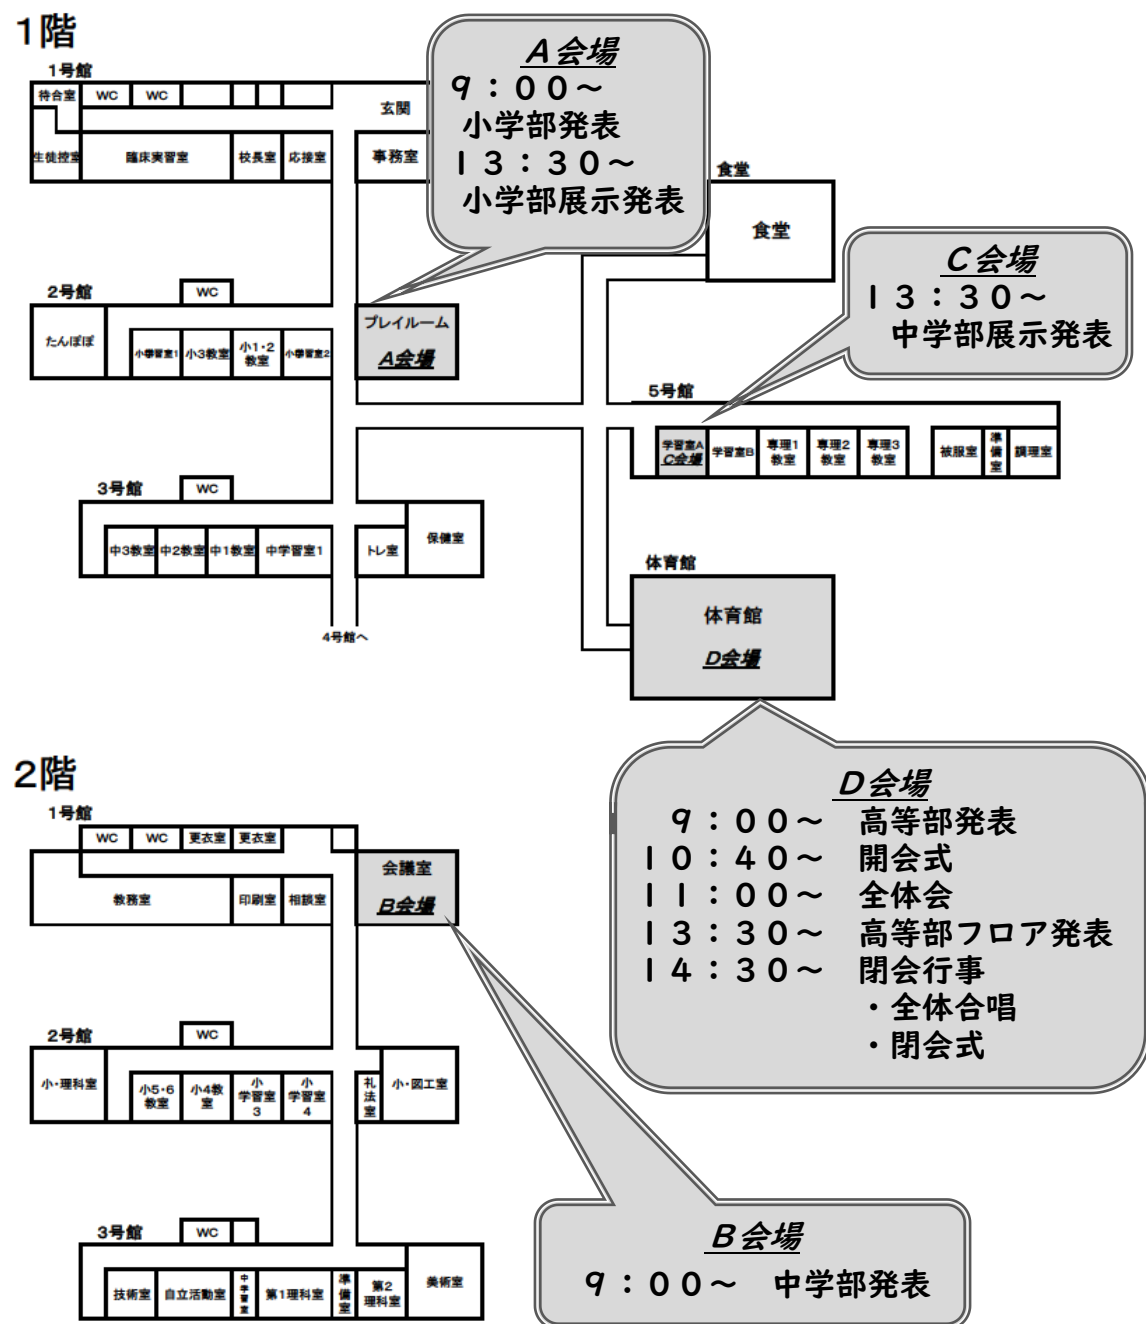 1階
A会場
9：00～
小学部発表
13：30～
小学部展示発表
1号館
待合室
WC
WC
玄関
生徒控室
臨床実習室
校長室
応接室
事務室
食堂
食堂
C会場
13：30～
中学部展示発表
2号館
WC
たんぽぽ
小学習室1
小3教室
小1・2
教室
小学習室2
プレイルーム
A会場
5号館
学習室A
C会場
学習室B
専理1
教室
専理2
教室
専理3
教室
被服室
準備室
調理室
3号館
WC
中3教室
中2教室
中1教室
中学習室1
トレ室
保健室
4号館へ
体育館
体育館
D会場
D会場
9：00～　高等部発表
10：40～　開会式
11：00～　全体会
13：30～　高等部フロア発表
14：30～　閉会行事
・全体合唱
・閉会式
2階
1号館
WC
WC
更衣室
更衣室
教務室
印刷室
相談室
会議室
B会場
2号館
WC
小・理科室
小5・6
教室
小4教
室
小
学習室
3
小
学習室
4
礼法室
小・図工室
3号館
WC
技術室
自立活動室
中学習室
第1理科室
準備室
第2
理科室
美術室
B会場
9：00～　中学部発表